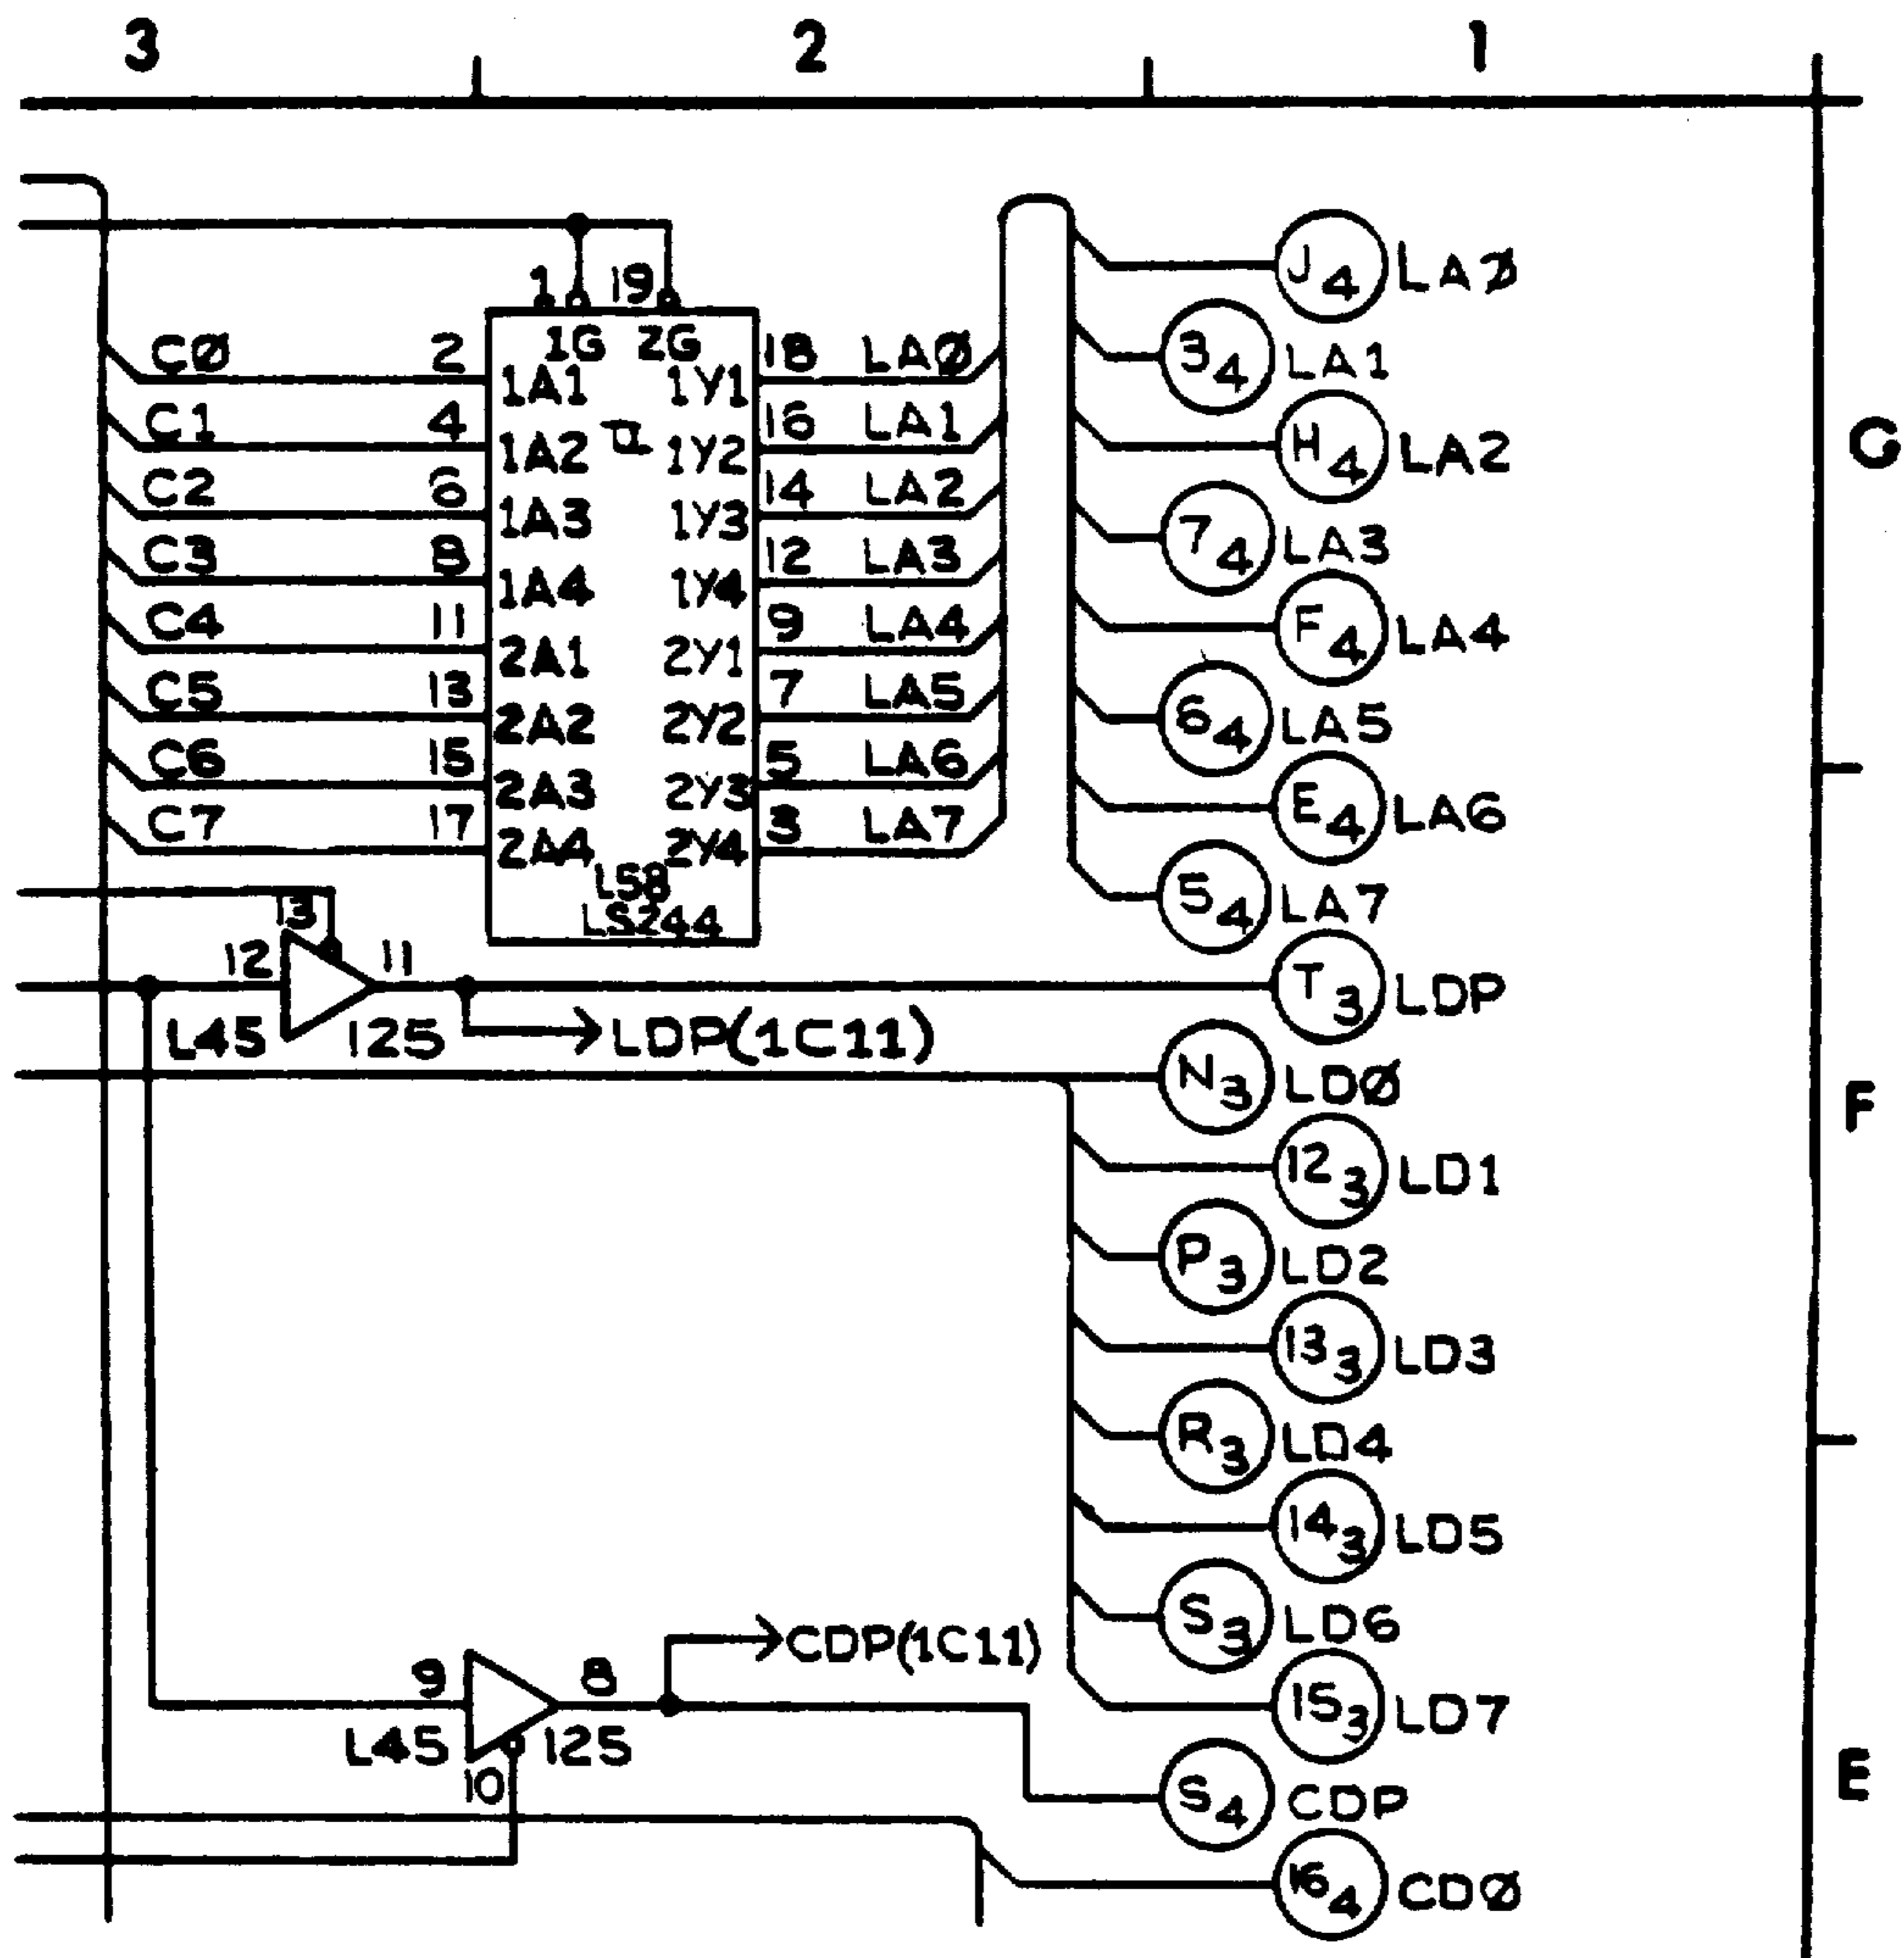 3 2 1
J4 LA0
1 19
C0 2 1G 2G 18 LA0
34 LA1
1A1 1Y1
C1 4 16 LA1
H4 LA2
G
1A2 1Y2
C2 6 14 LA2
1A3 1Y3
74 LA3
C3 8 12 LA3
1A4 1Y4
C4 11 9 LA4
F4 LA4
2A1 2Y1
C5 13 7 LA5
2A2 2Y2
64 LA5
C6 15 5 LA6
2A3 2Y3
E4 LA6
C7 17 3 LA7
2A4 2Y4
LS8
54 LA7
13 LS244
12 11
T3 LDP
L45 125 LDP(1C11)
N3 LDØ
F
123 LD1
P3 LD2
133 LD3
R3 LD4
143 LD5
S3 LD6
CDP(1C11)
9 8
153 LD7
L45 125
10
E
S4 CDP
164 CDØ